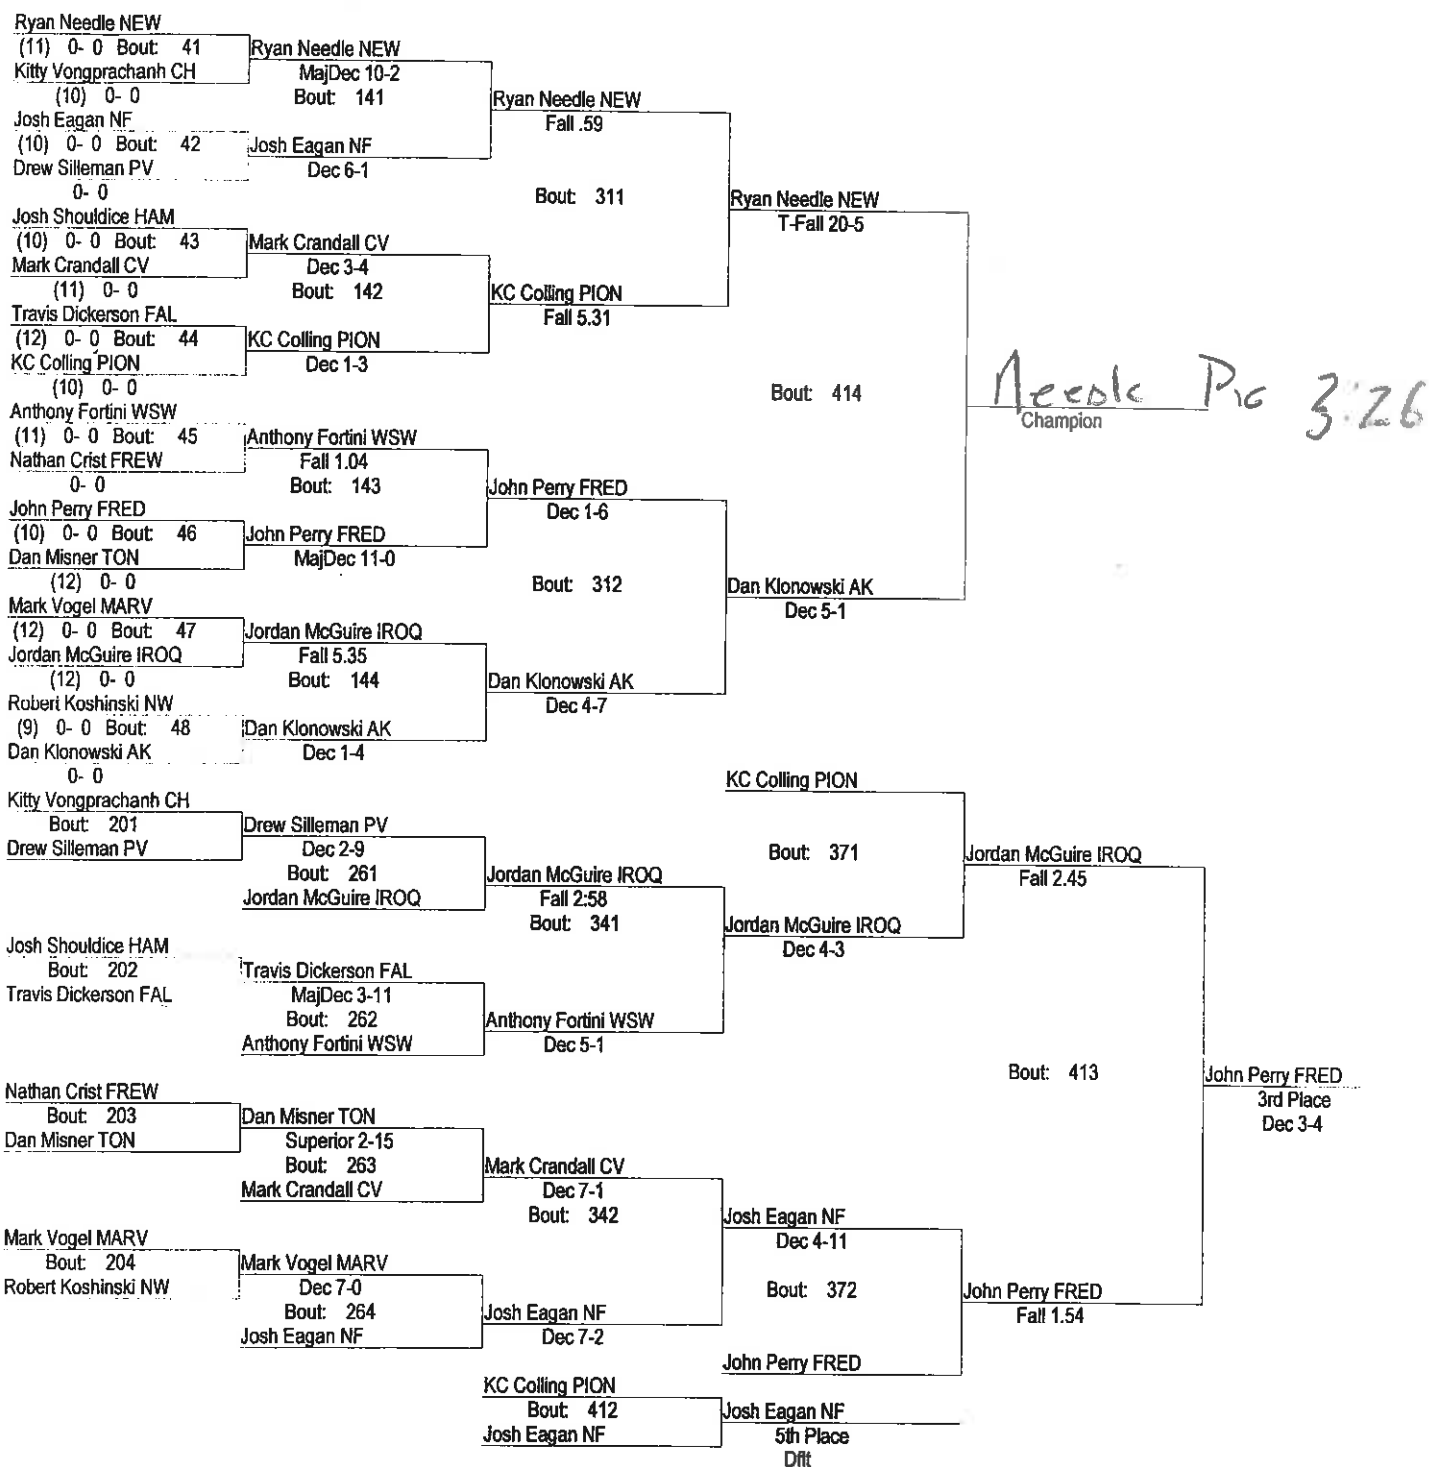 Ryan Needle NEW
(11) 0- 0 Bout: 41
Kitty Vongprachanh CH
(10) 0- 0
Josh Eagan NF
(10) 0- 0 Bout: 42
Drew Silleman PV
0- 0
Josh Shouldice HAM
(10) 0- 0 Bout: 43
Mark Crandall CV
(11) 0- 0
Travis Dickerson FAL
(12) 0- 0 Bout: 44
KC Colling PION
(10) 0- 0
Anthony Fortini WSW
(11) 0- 0 Bout: 45
Nathan Crist FREW
0- 0
John Perry FRED
(10) 0- 0 Bout: 46
Dan Misner TON
(12) 0- 0
Mark Vogel MARV
(12) 0- 0 Bout: 47
Jordan McGuire IROQ
(12) 0- 0
Robert Koshinski NW
(9) 0- 0 Bout: 48
Dan Klonowski AK
0- 0
Ryan Needle NEW
MajDec 10-2
Bout: 141
Josh Eagan NF
Dec 6-1
Mark Crandall CV
Dec 3-4
Bout: 142
KC Colling PION
Dec 1-3
Anthony Fortini WSW
Fall 1.04
Bout: 143
John Perry FRED
MajDec 11-0
Jordan McGuire IROQ
Fall 5.35
Bout: 144
Dan Klonowski AK
Dec 1-4
Ryan Needle NEW
Fall .59
Bout: 311
KC Colling PION
Fall 5.31
John Perry FRED
Dec 1-6
Bout: 312
Dan Klonowski AK
Dec 4-7
Ryan Needle NEW
T-Fall 20-5
Bout: 414
Dan Klonowski AK
Dec 5-1
Needle Pin 3:26
Champion
Kitty Vongprachanh CH
Bout: 201
Drew Silleman PV
Josh Shouldice HAM
Bout: 202
Travis Dickerson FAL
Nathan Crist FREW
Bout: 203
Dan Misner TON
Mark Vogel MARV
Bout: 204
Robert Koshinski NW
Drew Silleman PV
Dec 2-9
Bout: 261
Jordan McGuire IROQ
Travis Dickerson FAL
MajDec 3-11
Bout: 262
Anthony Fortini WSW
Dan Misner TON
Superior 2-15
Bout: 263
Mark Crandall CV
Mark Vogel MARV
Dec 7-0
Bout: 264
Josh Eagan NF
Jordan McGuire IROQ
Fall 2:58
Bout: 341
Anthony Fortini WSW
Dec 5-1
Mark Crandall CV
Dec 7-1
Bout: 342
Josh Eagan NF
Dec 7-2
KC Colling PION
Bout: 371
Jordan McGuire IROQ
Dec 4-3
Josh Eagan NF
Dec 4-11
Bout: 372
John Perry FRED
Jordan McGuire IROQ
Fall 2.45
Bout: 413
John Perry FRED
Fall 1.54
John Perry FRED
3rd Place
Dec 3-4
KC Colling PION
Bout: 412
Josh Eagan NF
Josh Eagan NF
5th Place
Dflt